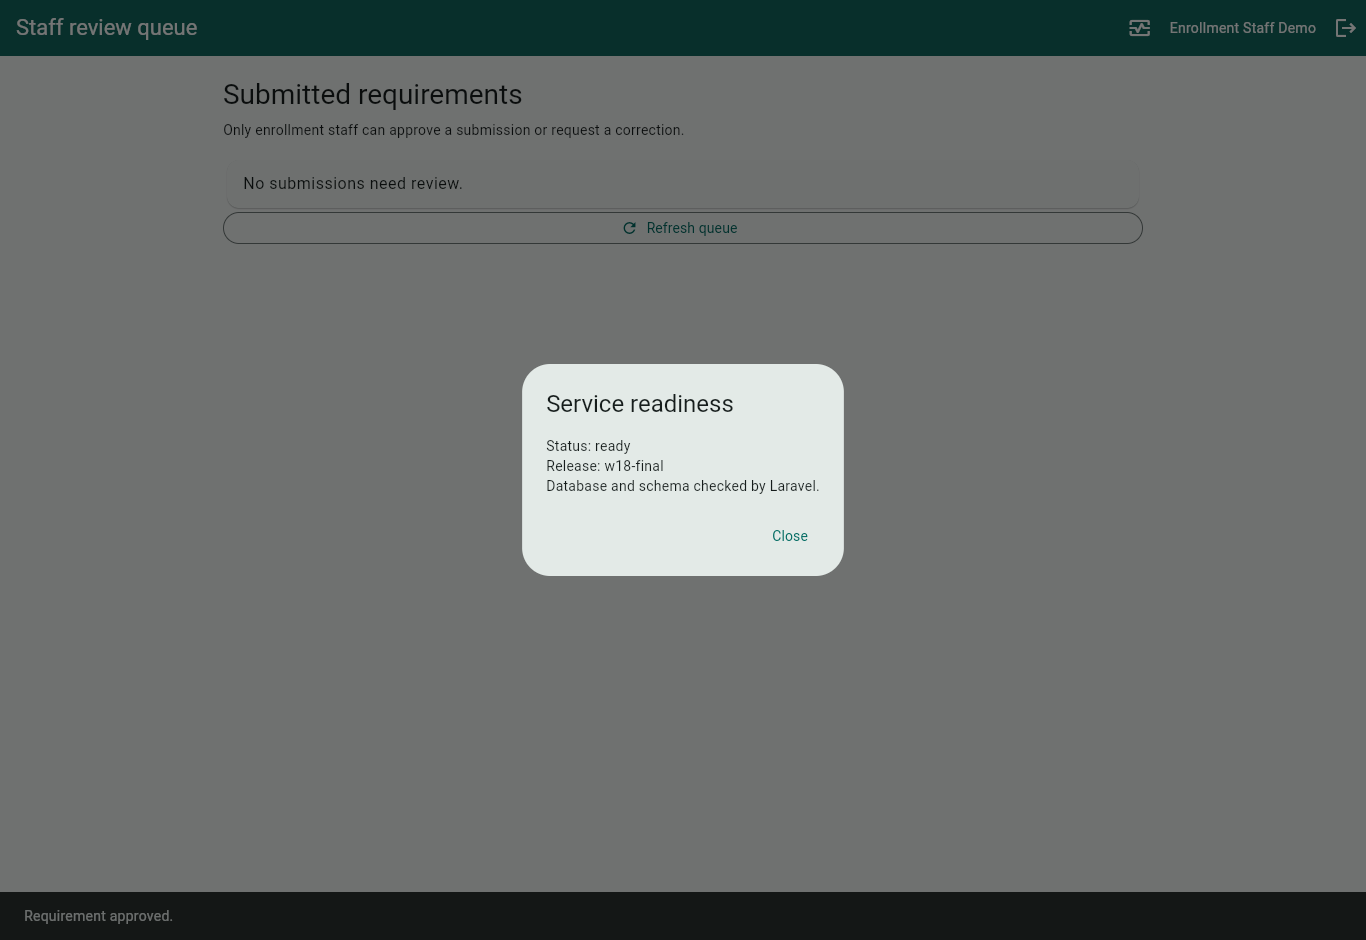 Staff review queue
Enrollment Staff Demo
Submitted requirements
Only enrollment staff can approve a submission or request a correction.
No submissions need review.
Refresh queue
Service readiness
Status: ready
Release: w18-final
Database and schema checked by Laravel.
Close
Requirement approved.